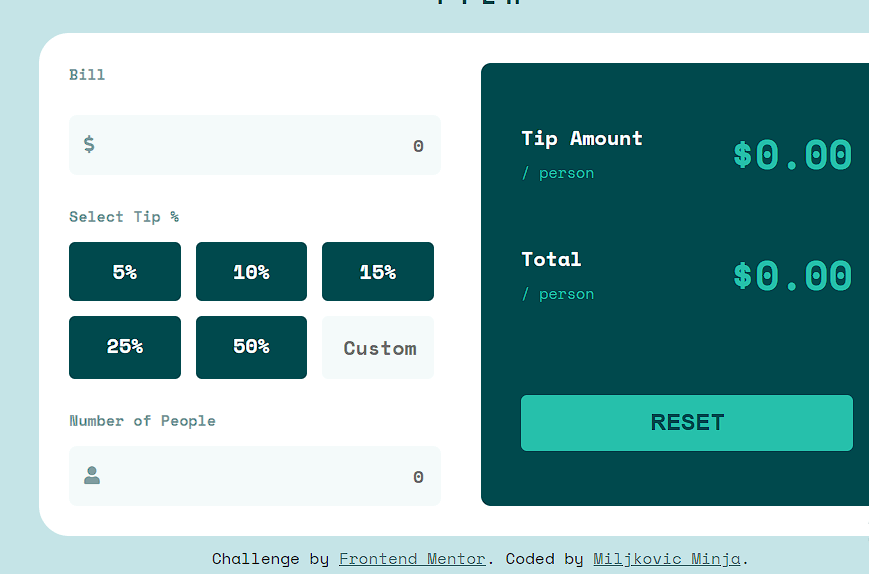 Bill
$ 0
Select Tip %
5% 10% 15%
25% 50% Custom
Number of People
0
Tip Amount
/ person
$0.00
Total
/ person
$0.00
RESET
Challenge by Frontend Mentor. Coded by Miljkovic Minja.